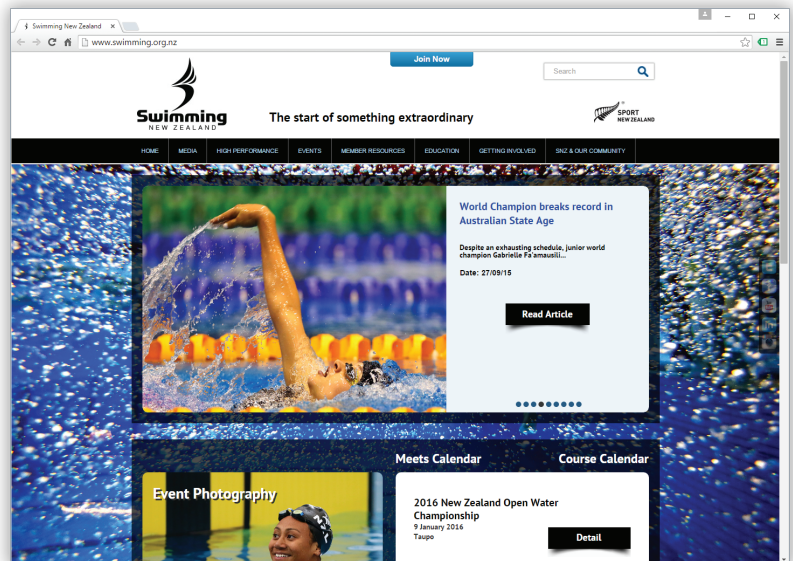 Swimming New Zealand
www.swimming.org.nz
Join Now
Search
Swimming
NEW ZEALAND
The start of something extraordinary
SPORT
NEW ZEALAND
HOME MEDIA HIGH PERFORMANCE EVENTS MEMBER RESOURCES EDUCATION GETTING INVOLVED SNZ & OUR COMMUNITY
World Champion breaks record in
Australian State Age
Despite an exhausting schedule, junior world
champion Gabrielle Fa'amausili...
Date: 27/09/15
Read Article
Meets Calendar
Course Calendar
Event Photography
2016 New Zealand Open Water
Championship
9 January 2016
Taupo
Detail